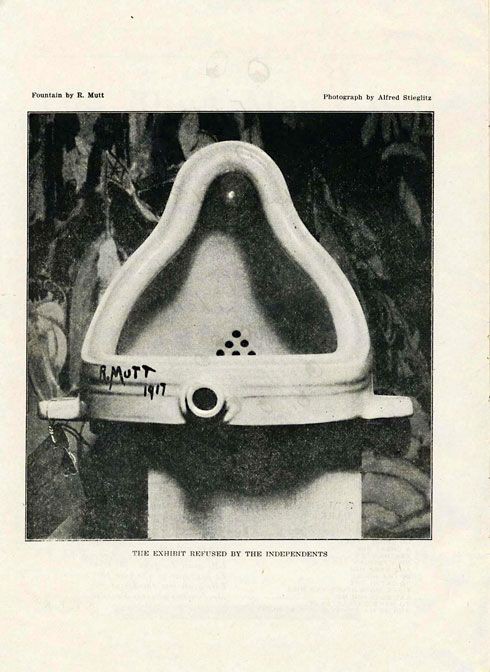 Fountain by R. Mutt
Photograph by Alfred Stieglitz
R. MUTT
1917
THE EXHIBIT REFUSED BY THE INDEPENDENTS